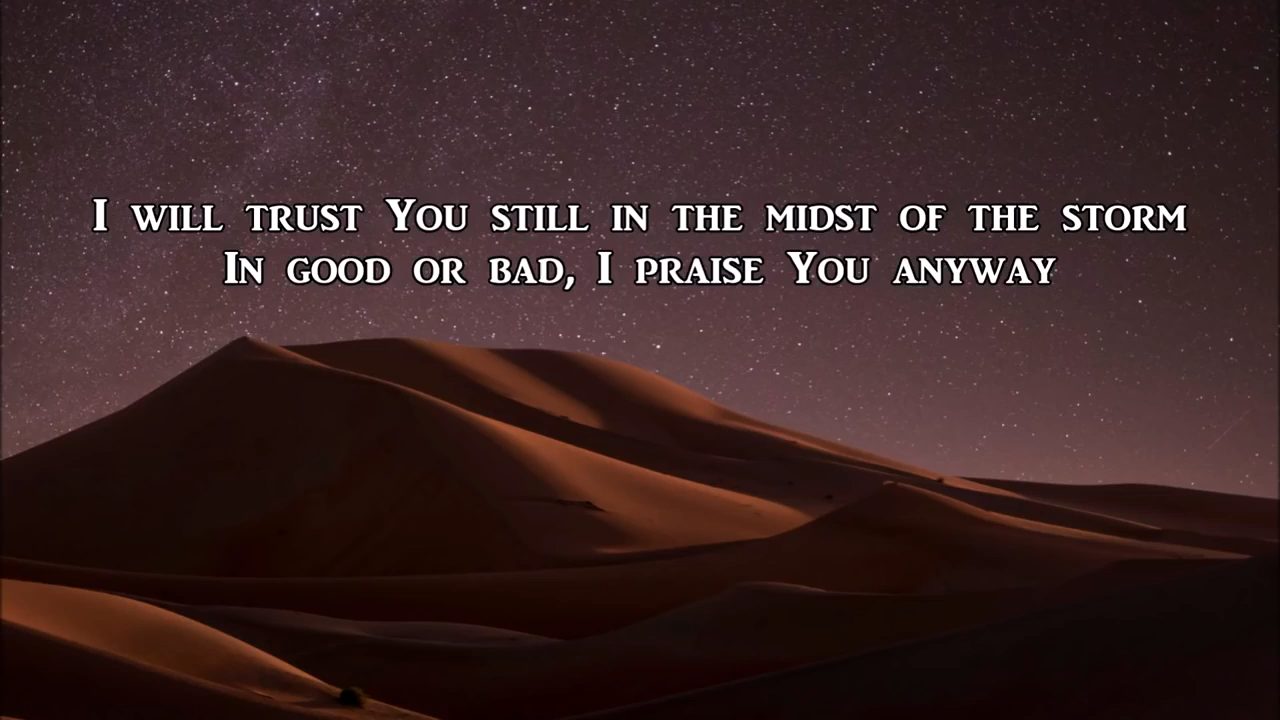 I will trust You still in the midst of the storm
In good or bad, I praise You anyway